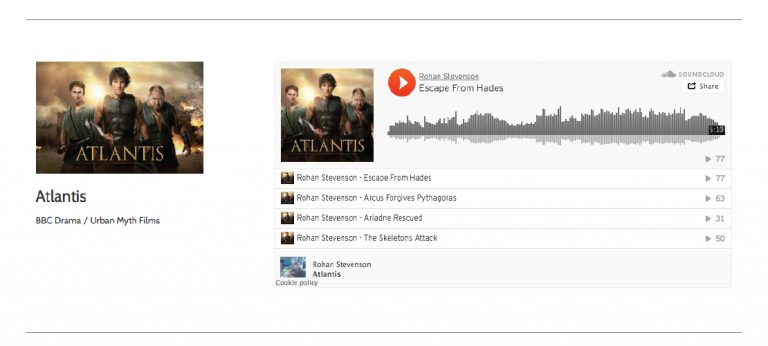 ATLANTIS
Atlantis
BBC Drama / Urban Myth Films
ATLANTIS
Rohan Stevenson
Escape From Hades
SOUNDCLOUD
Share
5:13
77
Rohan Stevenson - Escape From Hades 77
Rohan Stevenson - Arcus Forgives Pythagoras 63
Rohan Stevenson - Ariadne Rescued 31
Rohan Stevenson - The Skeletons Attack 50
Rohan Stevenson
Atlantis
Cookie policy